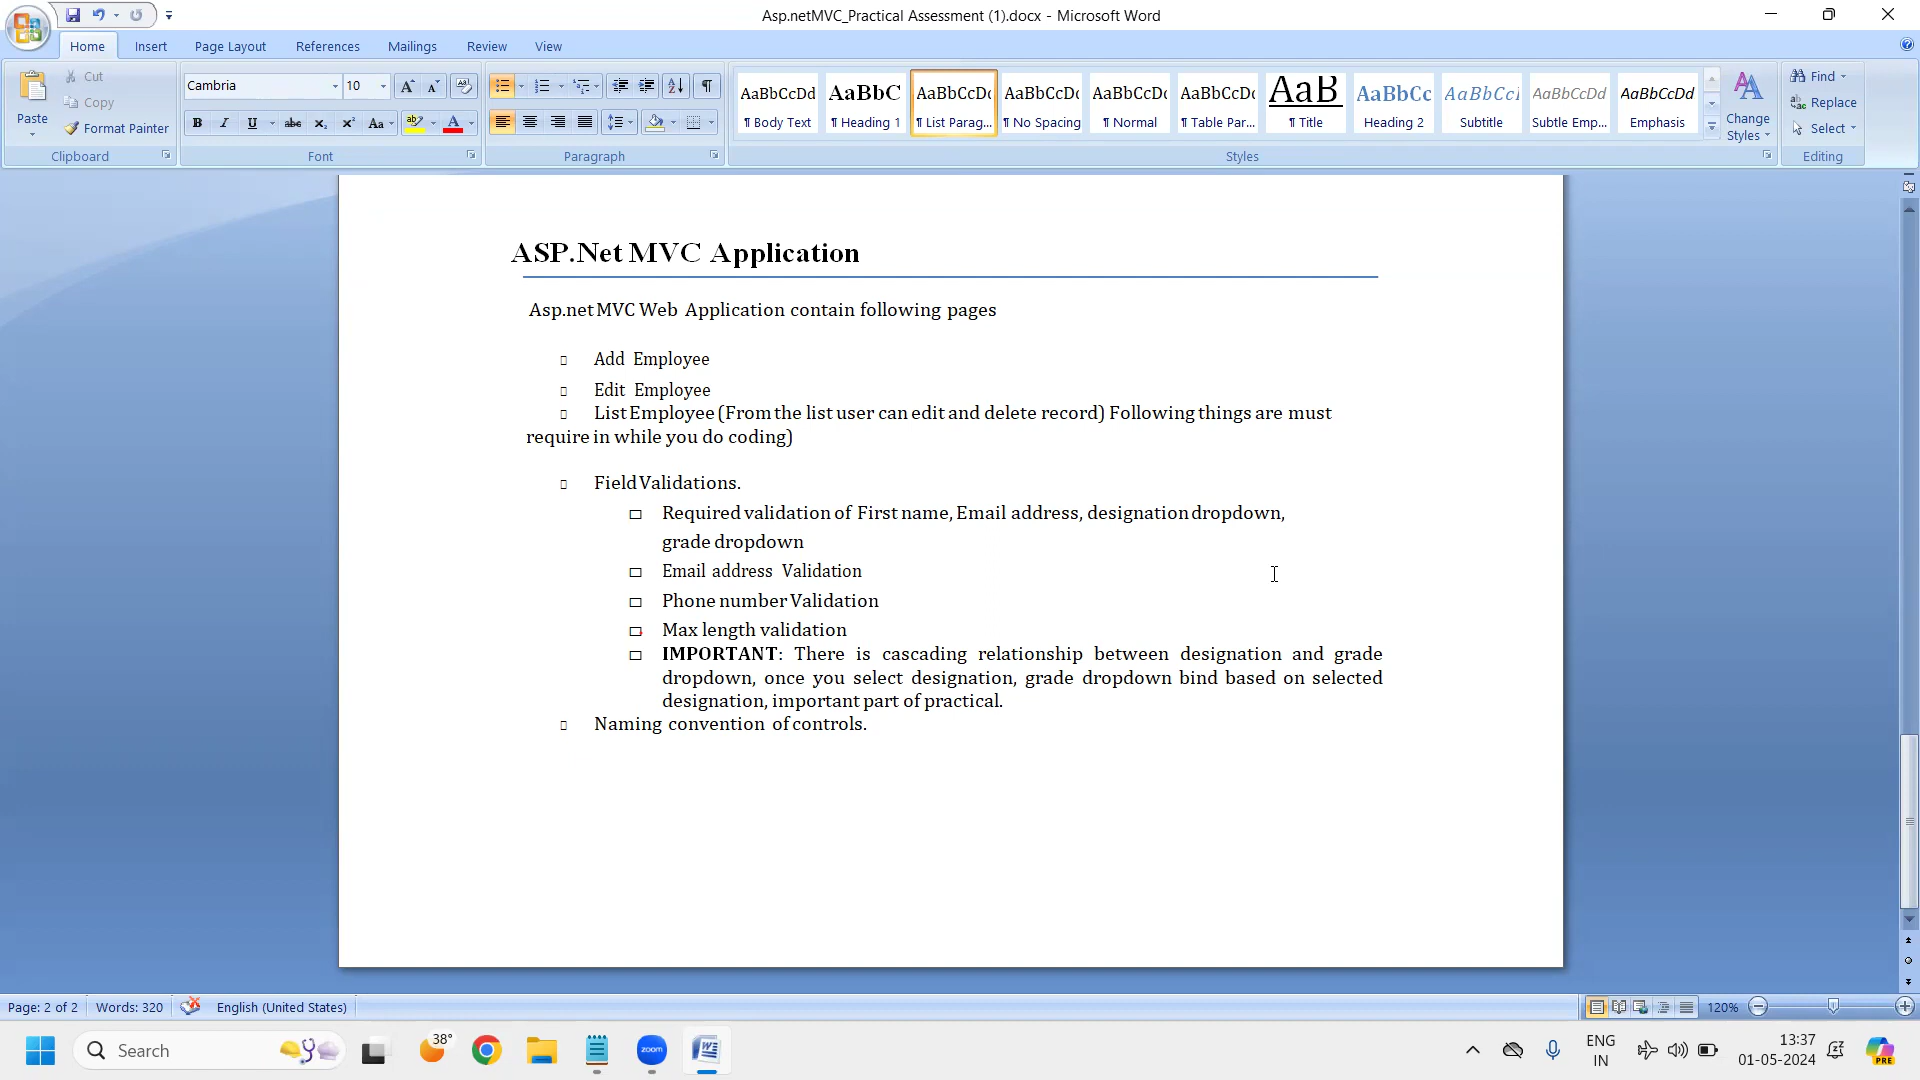 Asp.netMVC_Practical Assessment (1).docx - Microsoft Word
Home Insert Page Layout References Mailings Review View
Paste
Cut
Copy
Format Painter
Clipboard
Cambria 10
B I U abc X₂ X² Aa ab A
Font
Paragraph
AaBbCcDd AaBbC AaBbCcDc AaBbCcDc AaBbCcDc AaBbCcDc AaB AaBbCc AaBbCcI AaBbCcDd AaBbCcDd
¶ Body Text ¶ Heading 1 ¶ List Parag... ¶ No Spacing ¶ Normal ¶ Table Par... ¶ Title Heading 2 Subtitle Subtle Emp... Emphasis
Change Styles
Styles
Find
Replace
Select
Editing
ASP.Net MVC Application
Asp.net MVC Web Application contain following pages
Add Employee
Edit Employee
List Employee (From the list user can edit and delete record) Following things are must
require in while you do coding)
Field Validations.
Required validation of First name, Email address, designation dropdown,
grade dropdown
Email address Validation
Phone number Validation
Max length validation
IMPORTANT: There is cascading relationship between designation and grade
dropdown, once you select designation, grade dropdown bind based on selected
designation, important part of practical.
Naming convention of controls.
Page: 2 of 2 Words: 320 English (United States) 120%
Search 38° zoom ENG 13:37
IN 01-05-2024 PRE